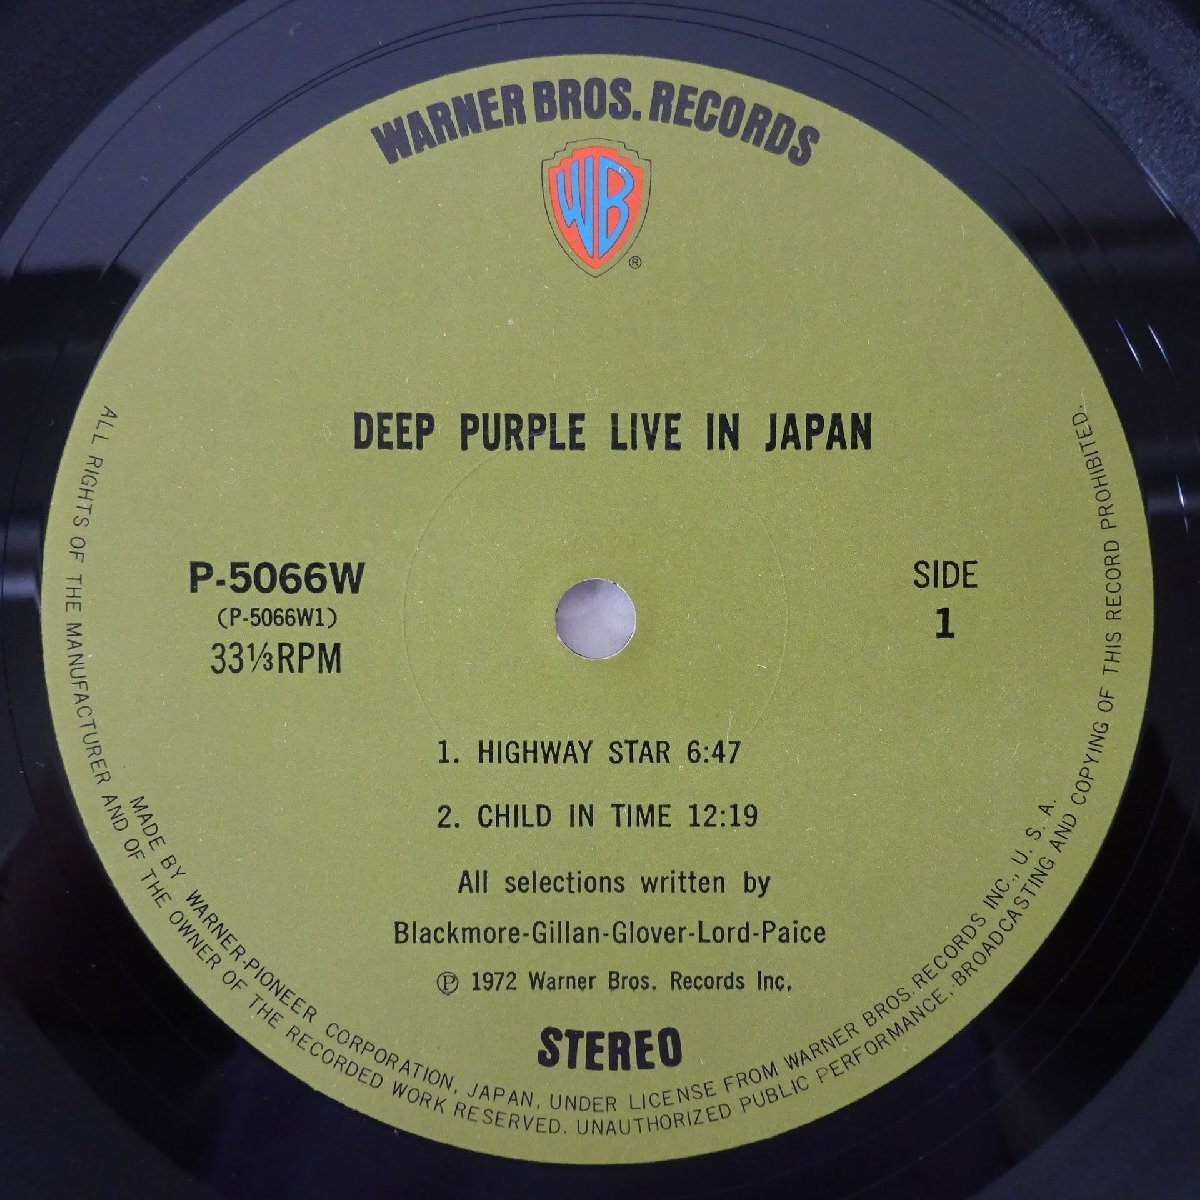 WARNER BROS. RECORDS
WB
®
DEEP PURPLE LIVE IN JAPAN
P-5066W
(P-5066W1)
33⅓RPM
SIDE
1
1. HIGHWAY STAR 6:47
2. CHILD IN TIME 12:19
All selections written by
Blackmore-Gillan-Glover-Lord-Paice
℗ 1972 Warner Bros. Records Inc.
STEREO
MADE BY WARNER-PIONEER CORPORATION, JAPAN, UNDER LICENSE FROM WARNER BROS. RECORDS INC., U. S. A.
ALL RIGHTS OF THE MANUFACTURER AND OF THE OWNER OF THE RECORDED WORK RESERVED. UNAUTHORIZED PUBLIC PERFORMANCE, BROADCASTING AND COPYING OF THIS RECORD PROHIBITED.